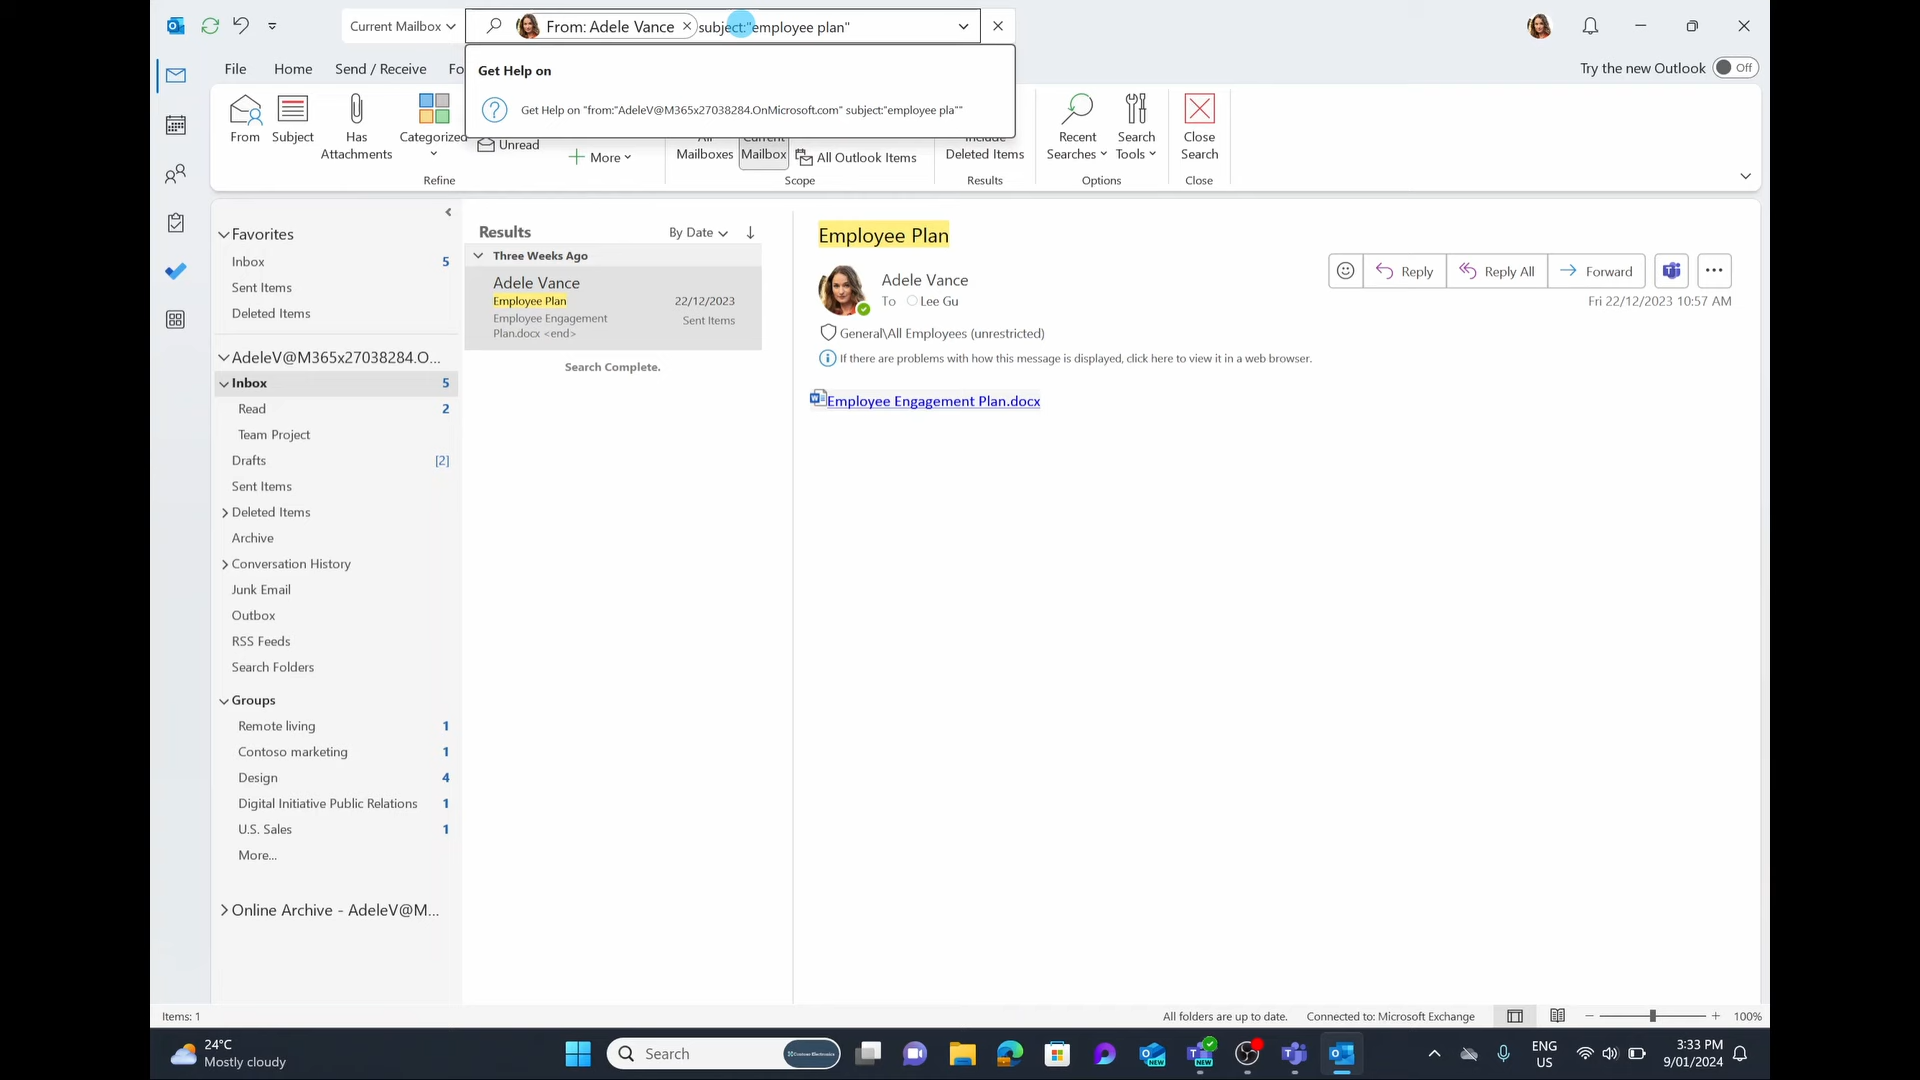 Current Mailbox
From: Adele Vance
subject:"employee plan"
Get Help on
Get Help on "from:"AdeleV@M365x27038284.OnMicrosoft.com" subject:"employee pla""
File
Home
Send / Receive
Fo
Try the new Outlook
Off
From
Subject
Has
Attachments
Categorized
Unread
More
Refine
All
Mailboxes
Current
Mailbox
All Outlook Items
Scope
Include
Deleted Items
Results
Recent
Searches
Search
Tools
Options
Close
Search
Close
Favorites
Inbox 5
Sent Items
Deleted Items
AdeleV@M365x27038284.O...
Inbox 5
Read 2
Team Project
Drafts [2]
Sent Items
Deleted Items
Archive
Conversation History
Junk Email
Outbox
RSS Feeds
Search Folders
Groups
Remote living 1
Contoso marketing 1
Design 4
Digital Initiative Public Relations 1
U.S. Sales 1
More...
Online Archive - AdeleV@M...
Results
By Date
Three Weeks Ago
Adele Vance
Employee Plan 22/12/2023
Employee Engagement Sent Items
Plan.docx <end>
Search Complete.
Employee Plan
Adele Vance
To Lee Gu
Reply
Reply All
Forward
Fri 22/12/2023 10:57 AM
General\All Employees (unrestricted)
If there are problems with how this message is displayed, click here to view it in a web browser.
Employee Engagement Plan.docx
Items: 1
All folders are up to date.
Connected to: Microsoft Exchange
100%
24°C
Mostly cloudy
Search
Contoso Electronics
NEW
NEW
ENG
US
3:33 PM
9/01/2024